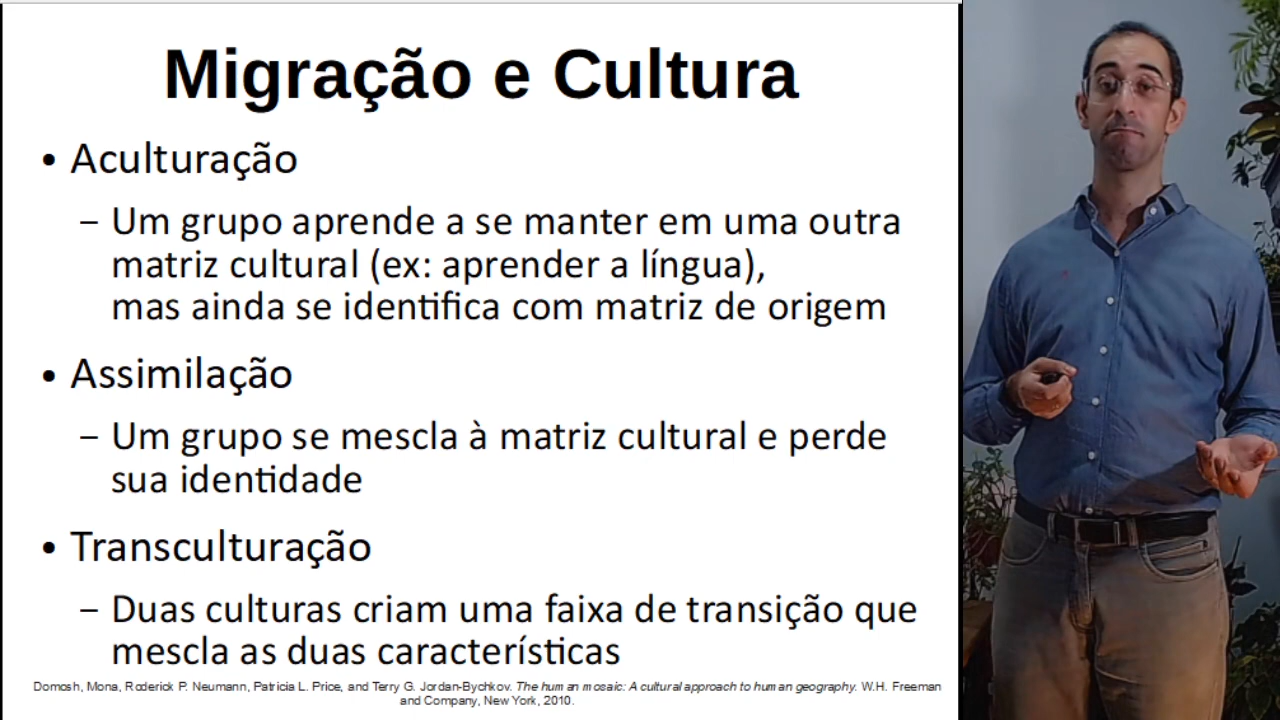 Migração e Cultura
• Aculturação
– Um grupo aprende a se manter em uma outra
matriz cultural (ex: aprender a língua),
mas ainda se identifica com matriz de origem
• Assimilação
– Um grupo se mescla à matriz cultural e perde
sua identidade
• Transculturação
– Duas culturas criam uma faixa de transição que
mescla as duas características
Domosh, Mona, Roderick P. Neumann, Patricia L. Price, and Terry G. Jordan-Bychkov. The human mosaic: A cultural approach to human geography. W.H. Freeman
and Company, New York, 2010.